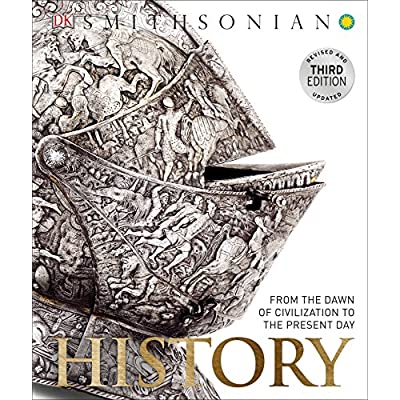 DK SMITHSONIAN
REVISED AND
THIRD
EDITION
UPDATED
FROM THE DAWN
OF CIVILIZATION TO
THE PRESENT DAY
HISTORY